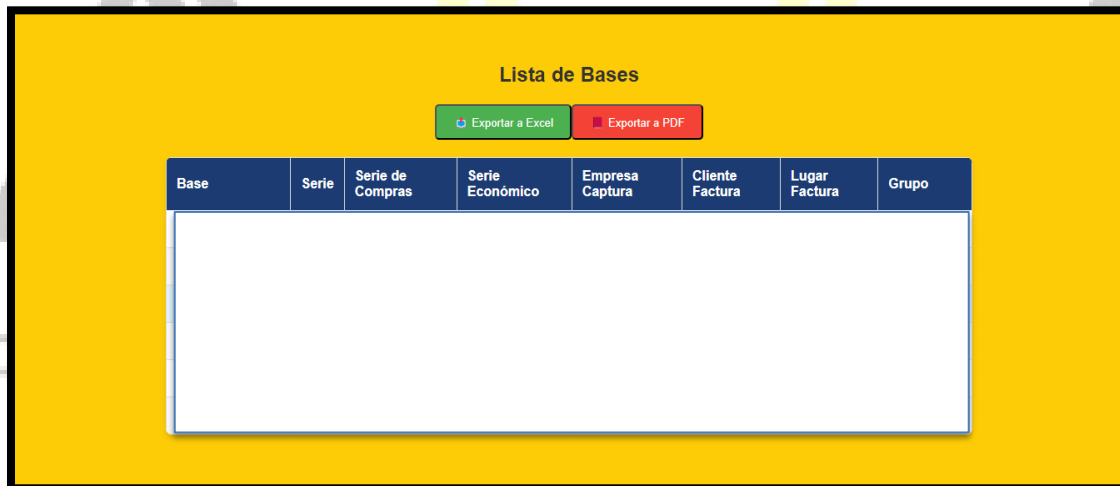 Lista de Bases
Exportar a Excel
Exportar a PDF
Base
Serie
Serie de
Compras
Serie
Económico
Empresa
Captura
Cliente
Factura
Lugar
Factura
Grupo